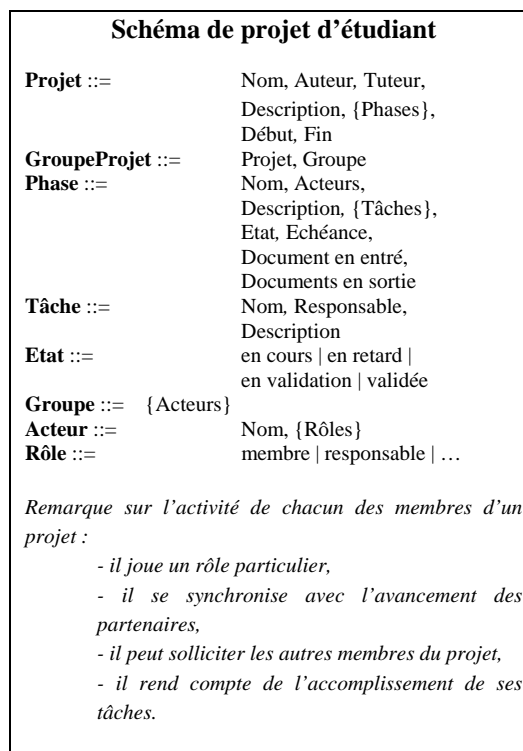 Schéma de projet d'étudiant
Projet ::= Nom, Auteur, Tuteur,
Description, {Phases},
Début, Fin
GroupeProjet ::= Projet, Groupe
Phase ::= Nom, Acteurs,
Description, {Tâches},
Etat, Echéance,
Document en entré,
Documents en sortie
Tâche ::= Nom, Responsable,
Description
Etat ::= en cours | en retard |
en validation | validée
Groupe ::= {Acteurs}
Acteur ::= Nom, {Rôles}
Rôle ::= membre | responsable | …
Remarque sur l'activité de chacun des membres d'un
projet :
- il joue un rôle particulier,
- il se synchronise avec l'avancement des
partenaires,
- il peut solliciter les autres membres du projet,
- il rend compte de l'accomplissement de ses
tâches.